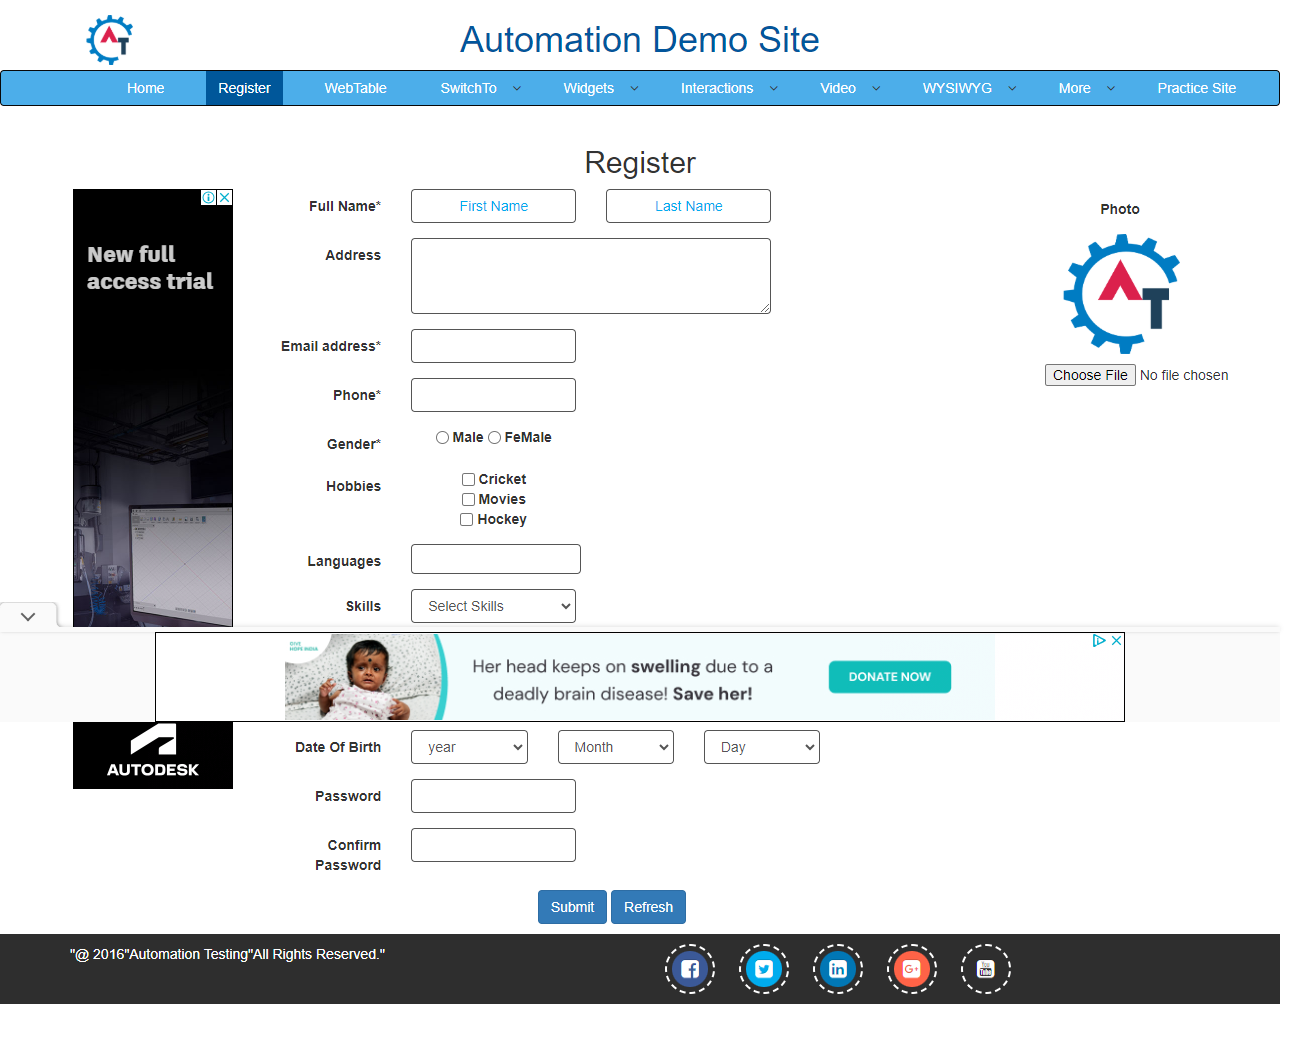 Automation Demo Site
Home Register WebTable SwitchTo Widgets Interactions Video WYSIWYG More Practice Site
Register
New full
access trial
Full Name* First Name Last Name
Photo
Address
Email address*
Choose File No file chosen
Phone*
Gender* Male FeMale
Hobbies Cricket
Movies
Hockey
Languages
Skills Select Skills
GIVE
HOPE INDIA
Her head keeps on swelling due to a
deadly brain disease! Save her!
DONATE NOW
AUTODESK
Date Of Birth year Month Day
Password
Confirm
Password
Submit Refresh
"@ 2016"Automation Testing"All Rights Reserved."